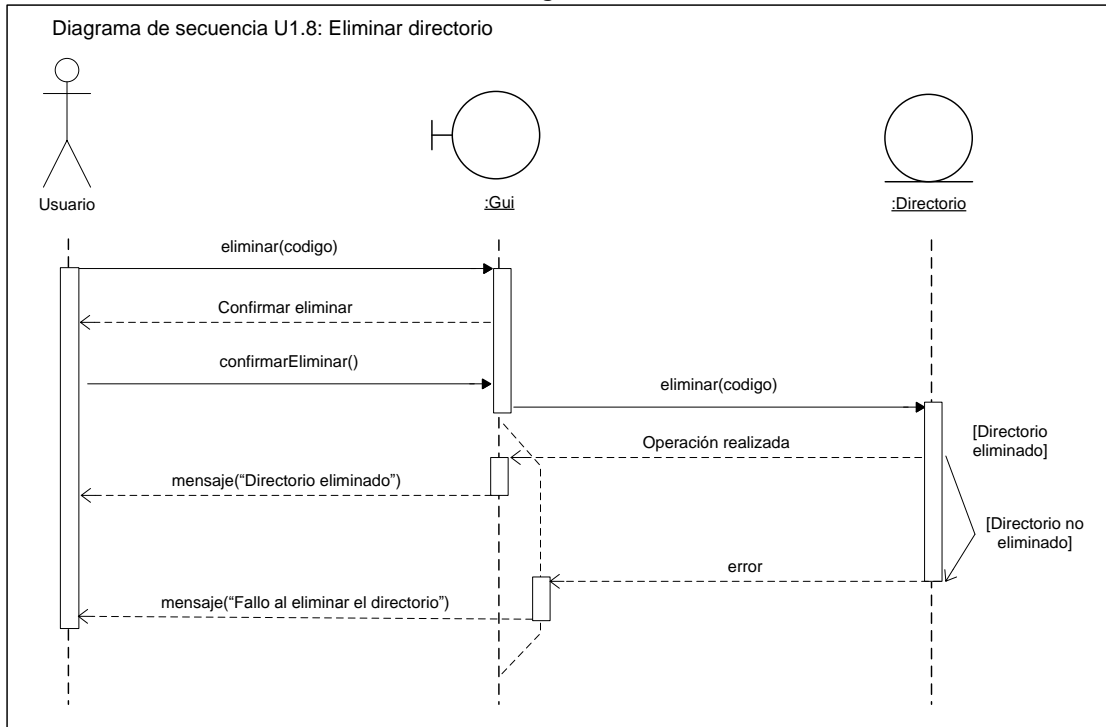 Diagrama de secuencia U1.8: Eliminar directorio
Usuario
:Gui
:Directorio
eliminar(codigo)
Confirmar eliminar
confirmarEliminar()
eliminar(codigo)
Operación realizada
[Directorio
eliminado]
mensaje(“Directorio eliminado”)
[Directorio no
eliminado]
error
mensaje(“Fallo al eliminar el directorio”)